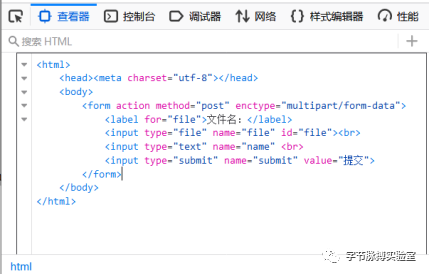 查看器 控制台 调试器 网络 样式编辑器 性能
搜索 HTML
<html>
<head><meta charset="utf-8"></head>
<body>
<form action method="post" enctype="multipart/form-data">
<label for="file">文件名：</label>
<input type="file" name="file" id="file"><br>
<input type="text" name="name" <br>
<input type="submit" name="submit" value="提交">
</form>
</body>
</html>
字节脉搏实验室
html